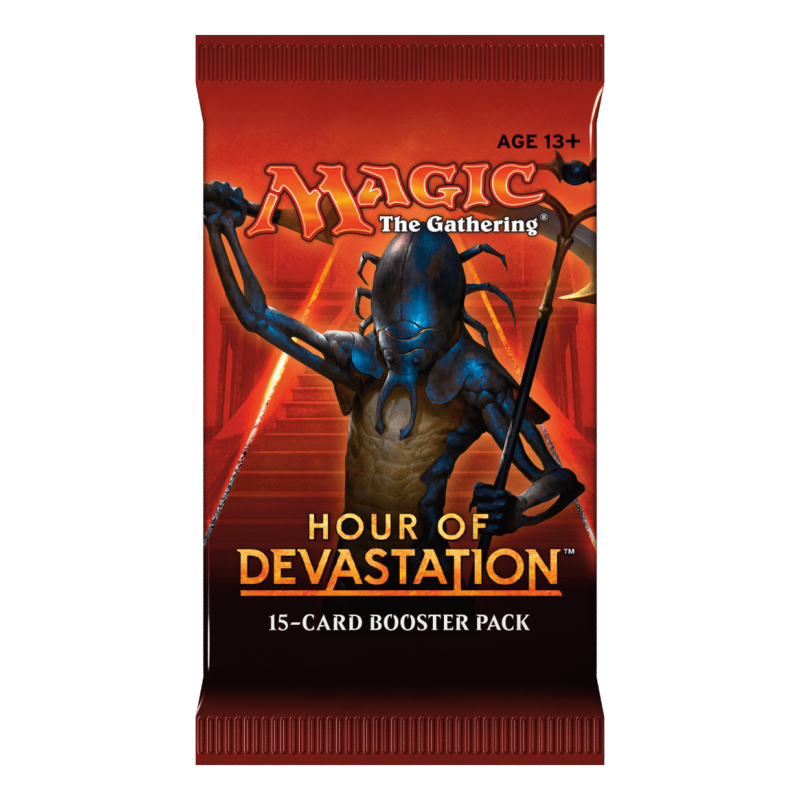 AGE 13+
MAGIC
The Gathering®
HOUR OF
DEVASTATION™
15-CARD BOOSTER PACK